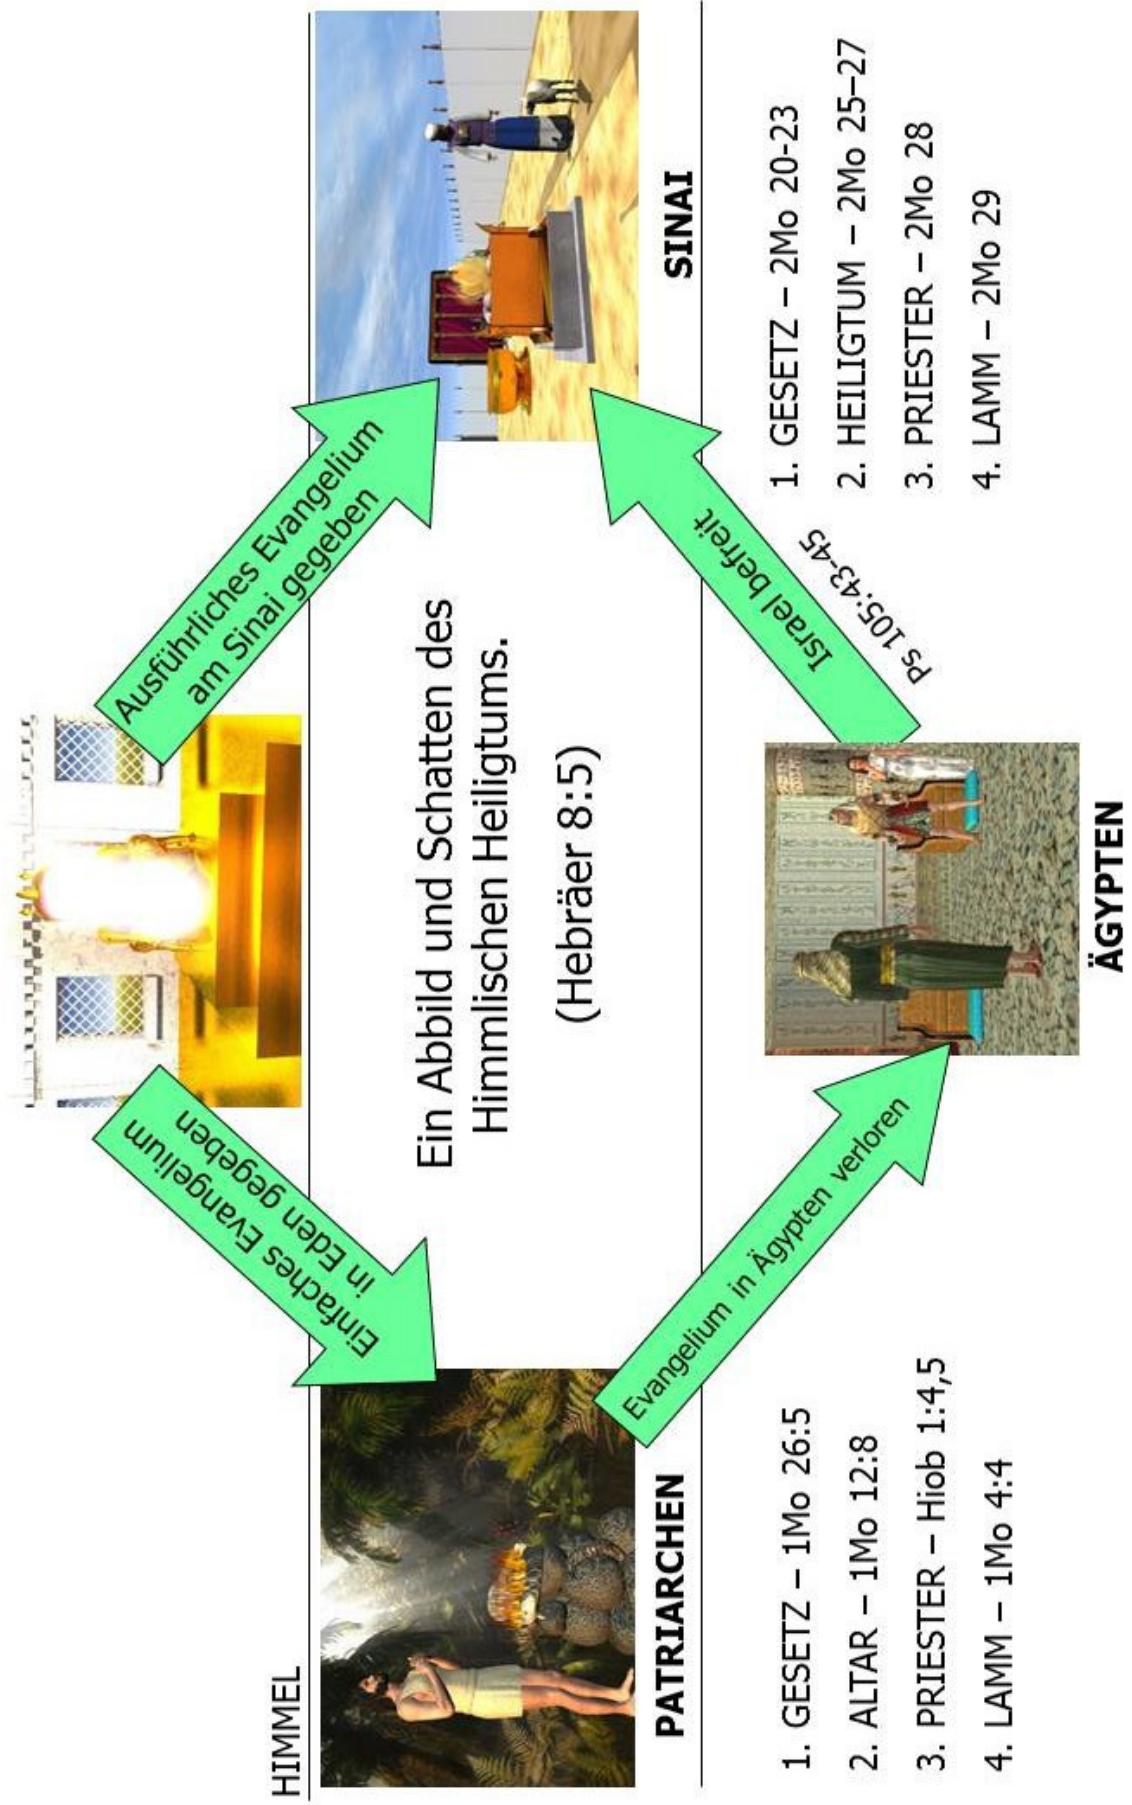 HIMMEL
Einfaches Evangelium
in Eden gegeben
Ausführliches Evangelium
am Sinai gegeben
Ein Abbild und Schatten des
Himmlischen Heiligtums.
(Hebräer 8:5)
PATRIARCHEN
SINAI
Evangelium in Ägypten verloren
Israel befreit
Ps 105:43-45
1. GESETZ – 1Mo 26:5
2. ALTAR – 1Mo 12:8
3. PRIESTER – Hiob 1:4,5
4. LAMM – 1Mo 4:4
1. GESETZ – 2Mo 20-23
2. HEILIGTUM – 2Mo 25–27
3. PRIESTER – 2Mo 28
4. LAMM – 2Mo 29
ÄGYPTEN